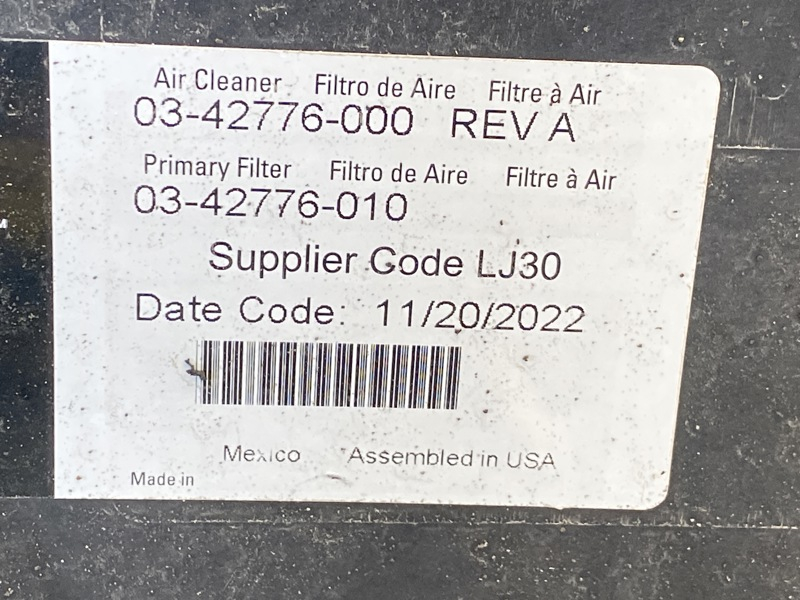 Air Cleaner Filtro de Aire Filtre à Air
03-42776-000 REV A
Primary Filter Filtro de Aire Filtre à Air
03-42776-010
Supplier Code LJ30
Date Code: 11/20/2022
Mexico Assembled in USA
Made in